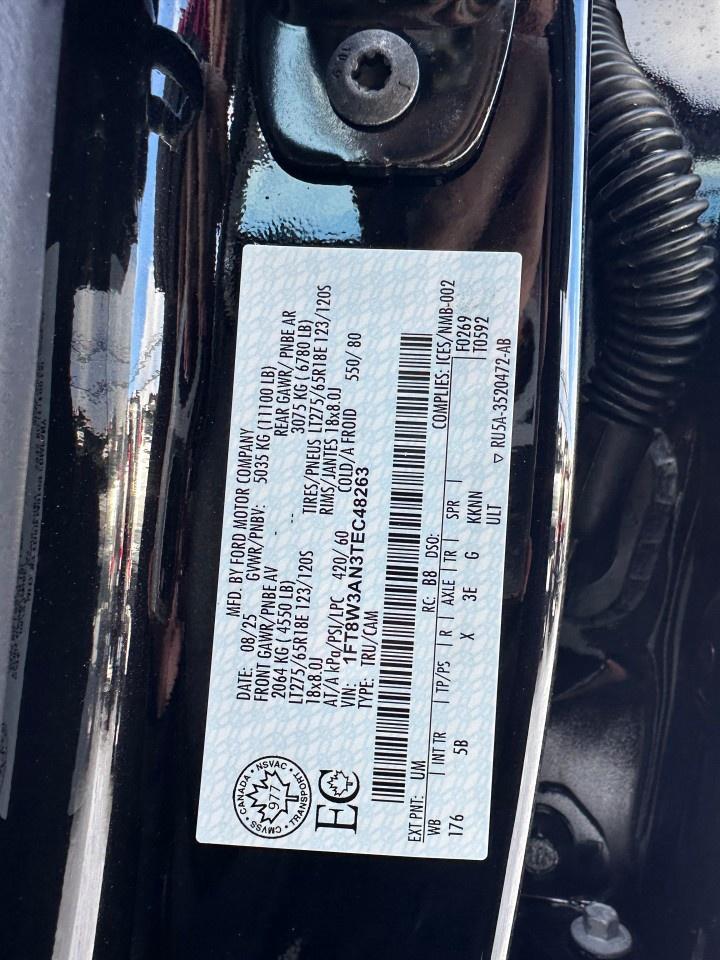 MFD. BY FORD MOTOR COMPANY
DATE: 08/25 GVWR/PNBV: 5035 KG (11100 LB)
FRONT GAWR/PNBE AV REAR GAWR/PNBE AR
2064 KG ( 4550 LB) 3075 KG ( 6780 LB)
LT275/65R18E 123/120S TIRES/PNEUS LT275/65R18E 123/120S
18x8.0J RIMS/JANTES 18x8.0J
AT/A kPa/PSI/LPC 420/ 60 COLD/A FROID 550/ 80
VIN: 1FT8W3AN3TEC48263
TYPE: TRU/CAM
CANADA • NSVAC • TRANSPORT • CMVSS •
977
EC
COMPLIES: ICES/NMB-002
EXT PNT: UM RC: BB DSO: F0269
WB INT TR TP/PS R AXLE TR SPR T0592
176 5B X 3E G KKNN
ULT ▽ RU5A-3520472-AB
10.9